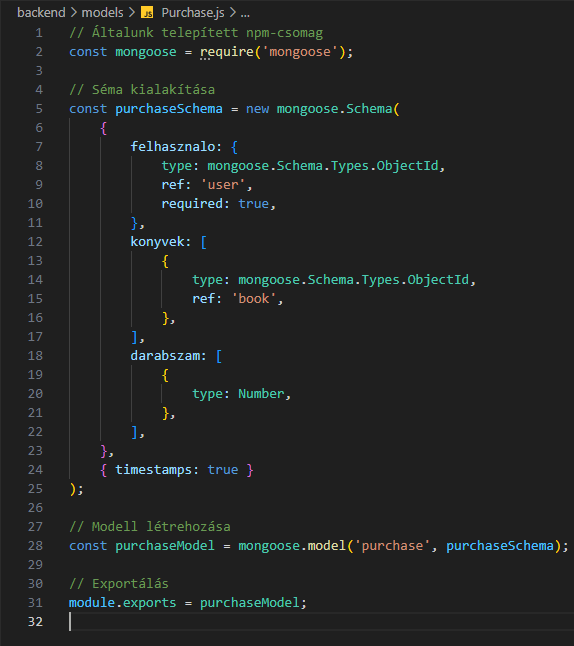 backend > models > JS Purchase.js > ...
1 // Általunk telepített npm-csomag
2 const mongoose = require('mongoose');
3
4 // Séma kialakítása
5 const purchaseSchema = new mongoose.Schema(
6 {
7 felhasznalo: {
8 type: mongoose.Schema.Types.ObjectId,
9 ref: 'user',
10 required: true,
11 },
12 konyvek: [
13 {
14 type: mongoose.Schema.Types.ObjectId,
15 ref: 'book',
16 },
17 ],
18 darabszam: [
19 {
20 type: Number,
21 },
22 ],
23 },
24 { timestamps: true }
25 );
26
27 // Modell létrehozása
28 const purchaseModel = mongoose.model('purchase', purchaseSchema);
29
30 // Exportálás
31 module.exports = purchaseModel;
32